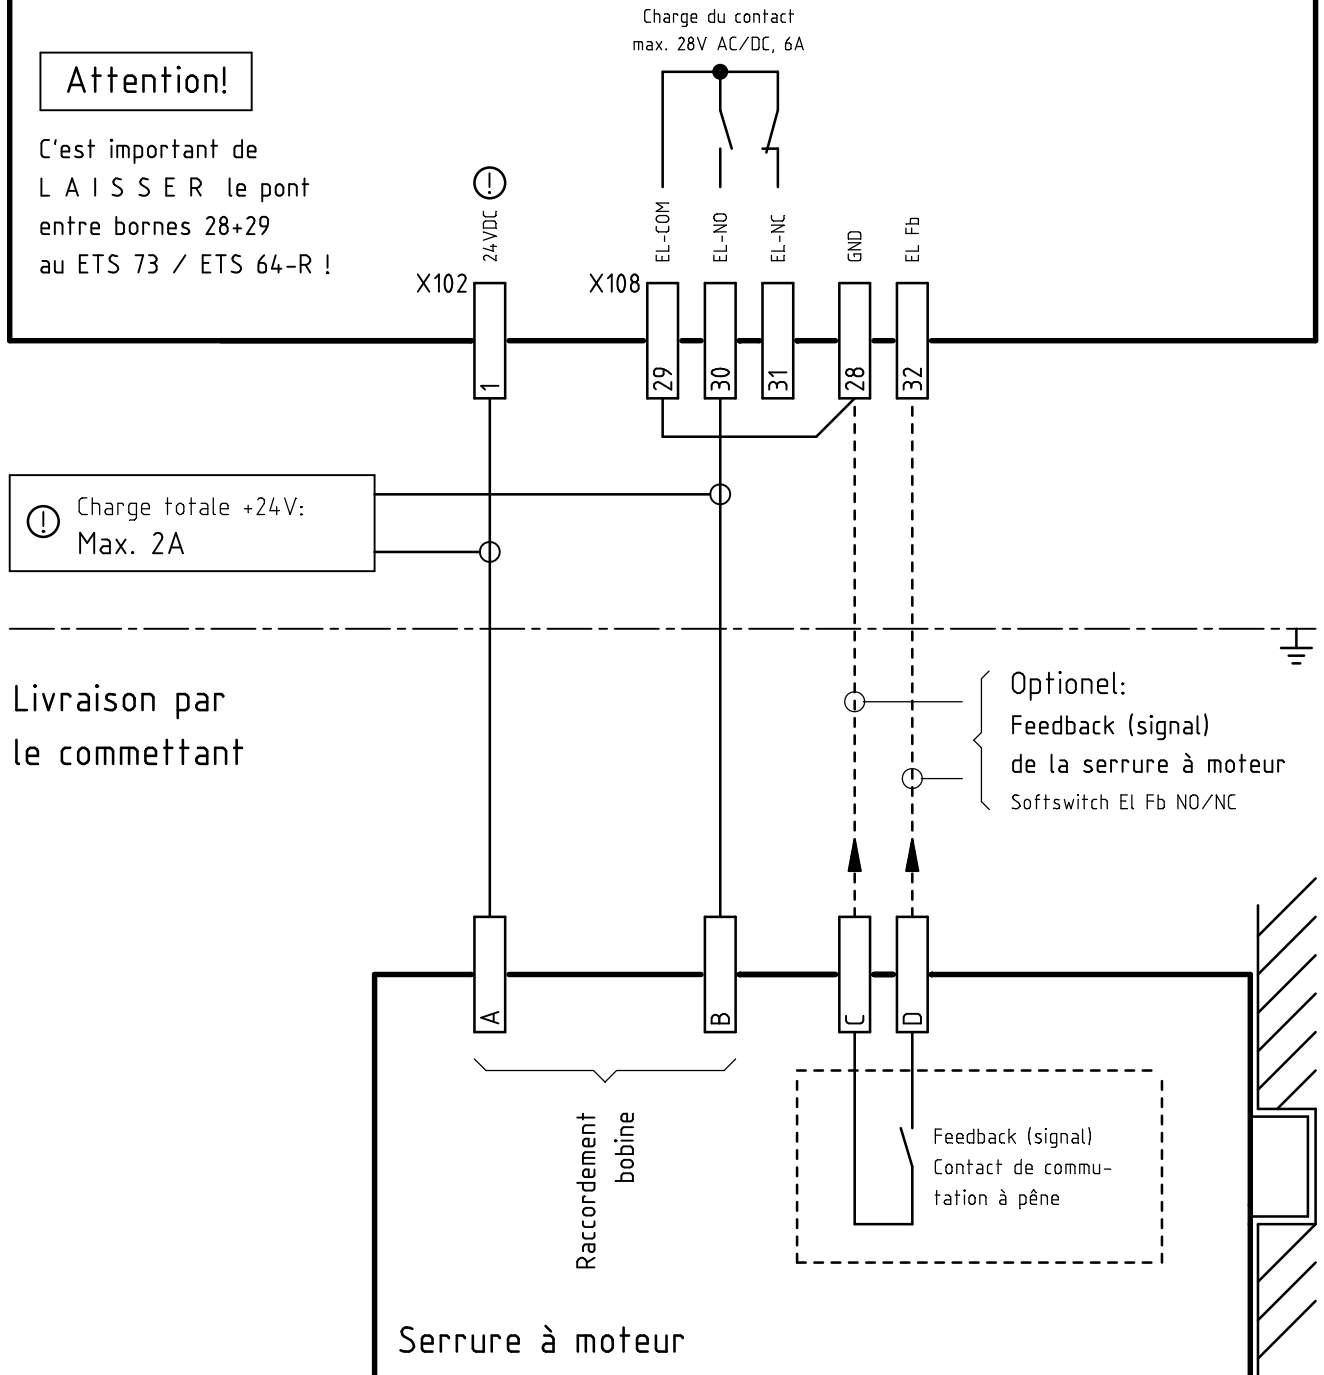 Charge du contact
max. 28V AC/DC, 6A
Attention!
C'est important de
L A I S S E R le pont
entre bornes 28+29
au ETS 73 / ETS 64-R !
24VDC
EL-COM
EL-NO
EL-NC
GND
EL Fb
X102
X108
1
29
30
31
28
32
Charge totale +24V:
Max. 2A
Livraison par
le commettant
Optionel:
Feedback (signal)
de la serrure à moteur
Softswitch El Fb NO/NC
A
B
C
D
Raccordement
bobine
Feedback (signal)
Contact de commu-
tation à pêne
Serrure à moteur